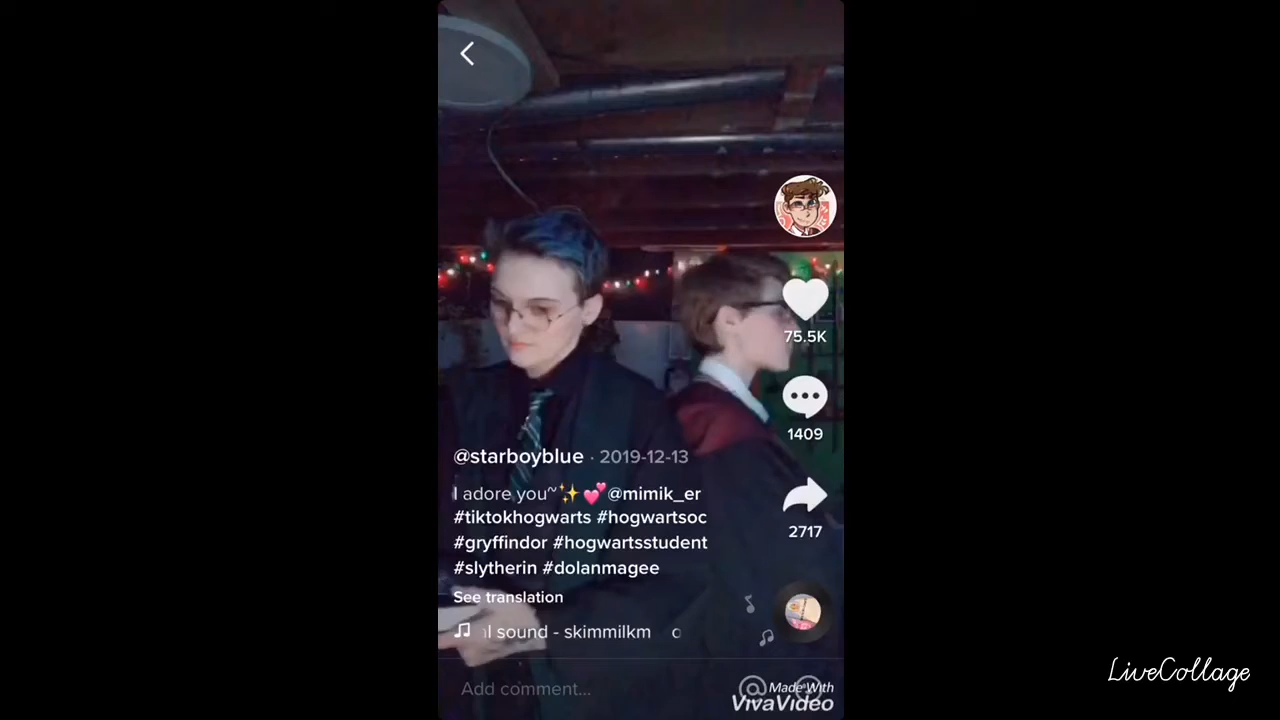 75.5K
1409
@starboyblue · 2019-12-13
I adore you~✨💕@mimik_er
#tiktokhogwarts #hogwartsoc
#gryffindor #hogwartsstudent
2717
#slytherin #dolanmagee
See translation
l sound - skimmilkm
Add comment...
Made With
VivaVideo
LiveCollage